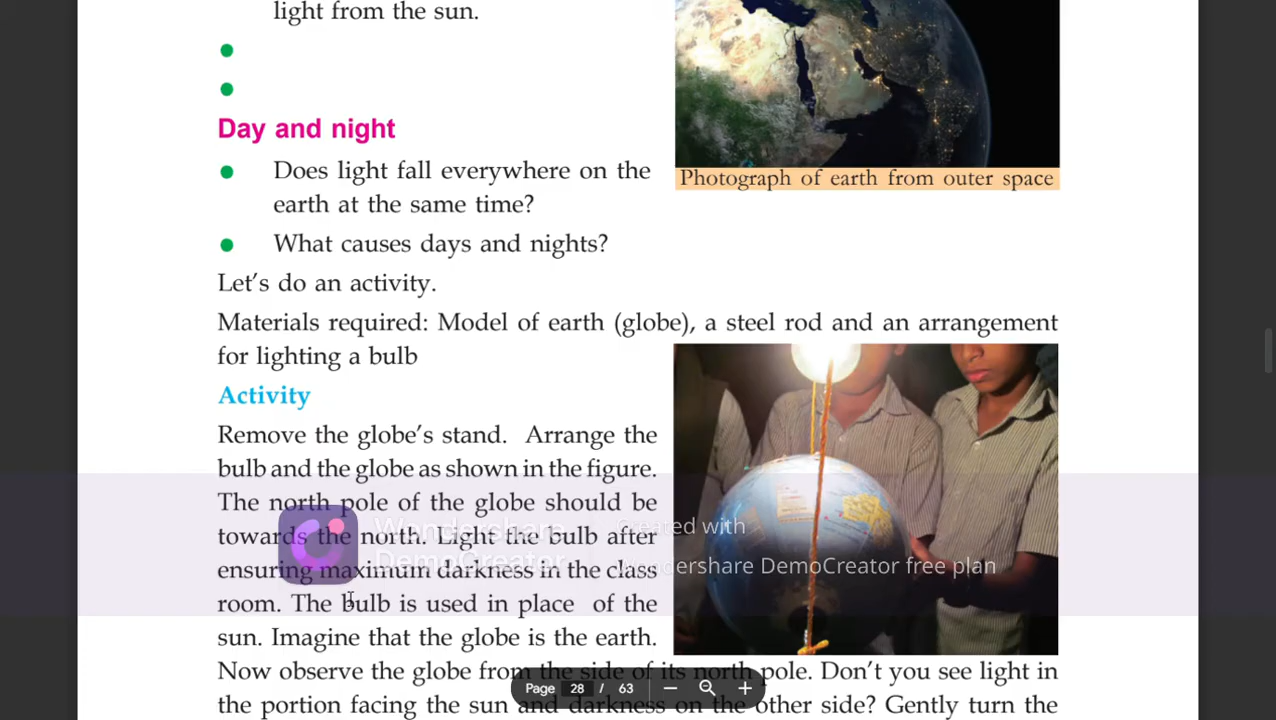 light from the sun.
Day and night
Does light fall everywhere on the
earth at the same time?
What causes days and nights?
Photograph of earth from outer space
Let's do an activity.
Materials required: Model of earth (globe), a steel rod and an arrangement
for lighting a bulb
Activity
Remove the globe's stand. Arrange the
bulb and the globe as shown in the figure.
The north pole of the globe should be
towards the north. Light the bulb after
ensuring maximum darkness in the class
room. The bulb is used in place of the
sun. Imagine that the globe is the earth.
Now observe the globe from the side of its north pole. Don't you see light in
the portion facing the sun and darkness on the other side? Gently turn the
Wondershare
DemoCreator
Created with
Wondershare DemoCreator free plan
Page 28 / 63